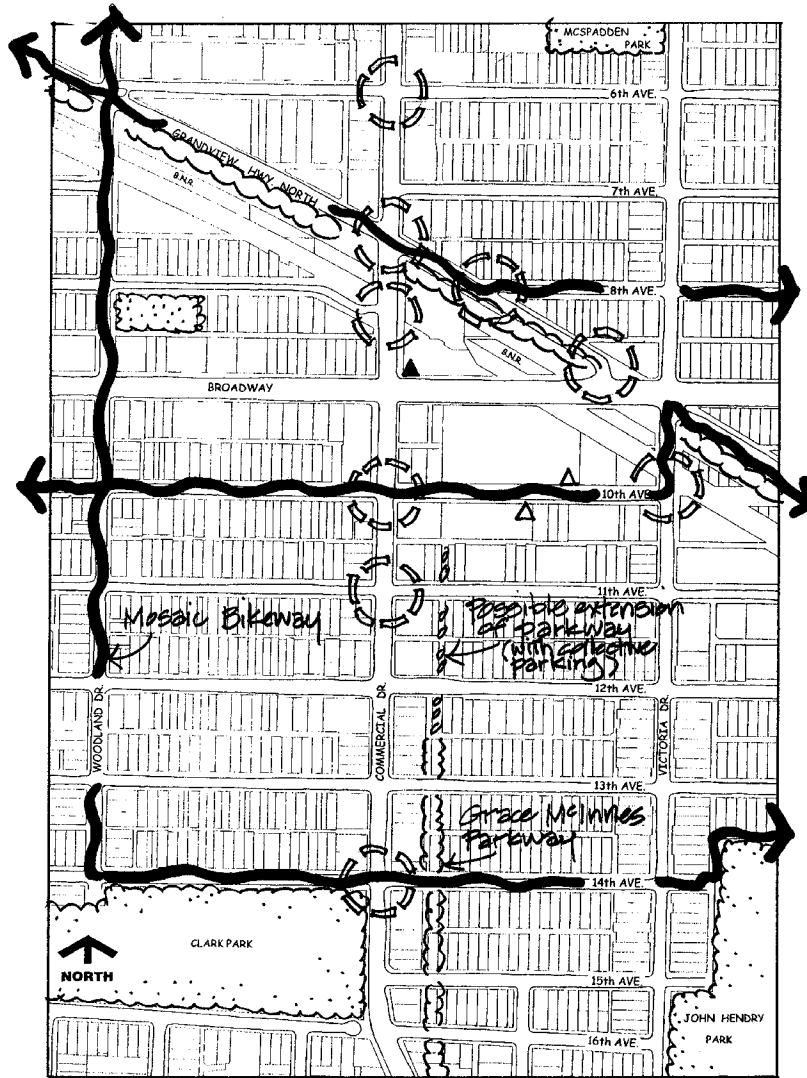 MCSPADDEN
PARK
6th AVE.
GRANDVIEW HWY NORTH
B.N.R.
7th AVE.
8th AVE.
B.N.R.
BROADWAY
10th AVE.
11th AVE.
Mosaic Bikeway
Possible extension
of parkway
(with collective
parking)
12th AVE.
WOODLAND DR.
COMMERCIAL DR.
VICTORIA DR.
13th AVE.
Grace McInnes
Parkway
14th AVE.
CLARK PARK
NORTH
15th AVE.
JOHN HENDRY
PARK
16th AVE.